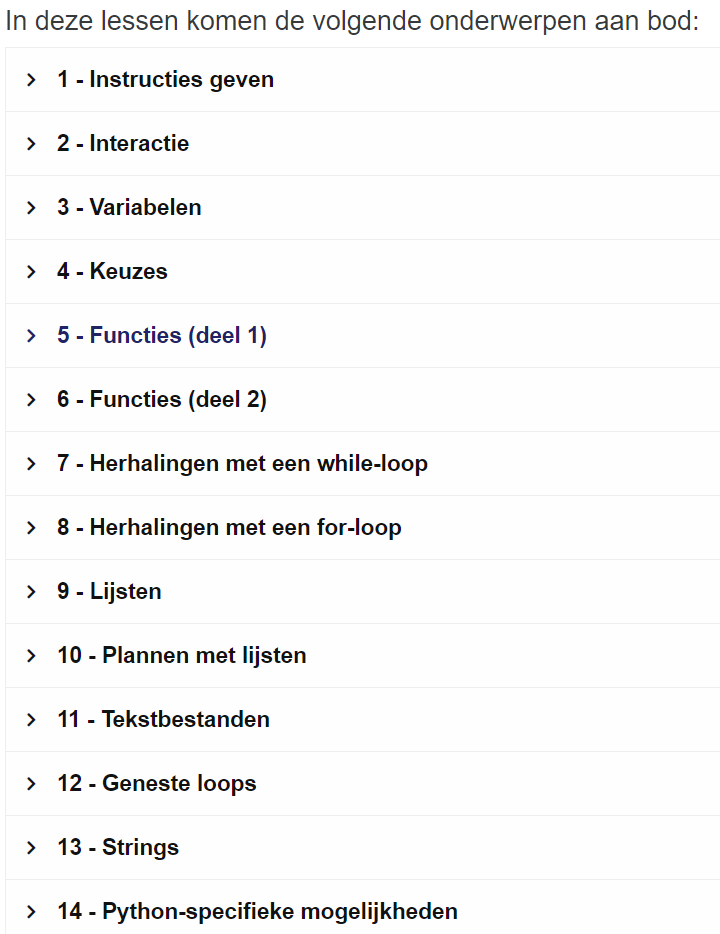 In deze lessen komen de volgende onderwerpen aan bod:
1 - Instructies geven
2 - Interactie
3 - Variabelen
4 - Keuzes
5 - Functies (deel 1)
6 - Functies (deel 2)
7 - Herhalingen met een while-loop
8 - Herhalingen met een for-loop
9 - Lijsten
10 - Plannen met lijsten
11 - Tekstbestanden
12 - Geneste loops
13 - Strings
14 - Python-specifieke mogelijkheden